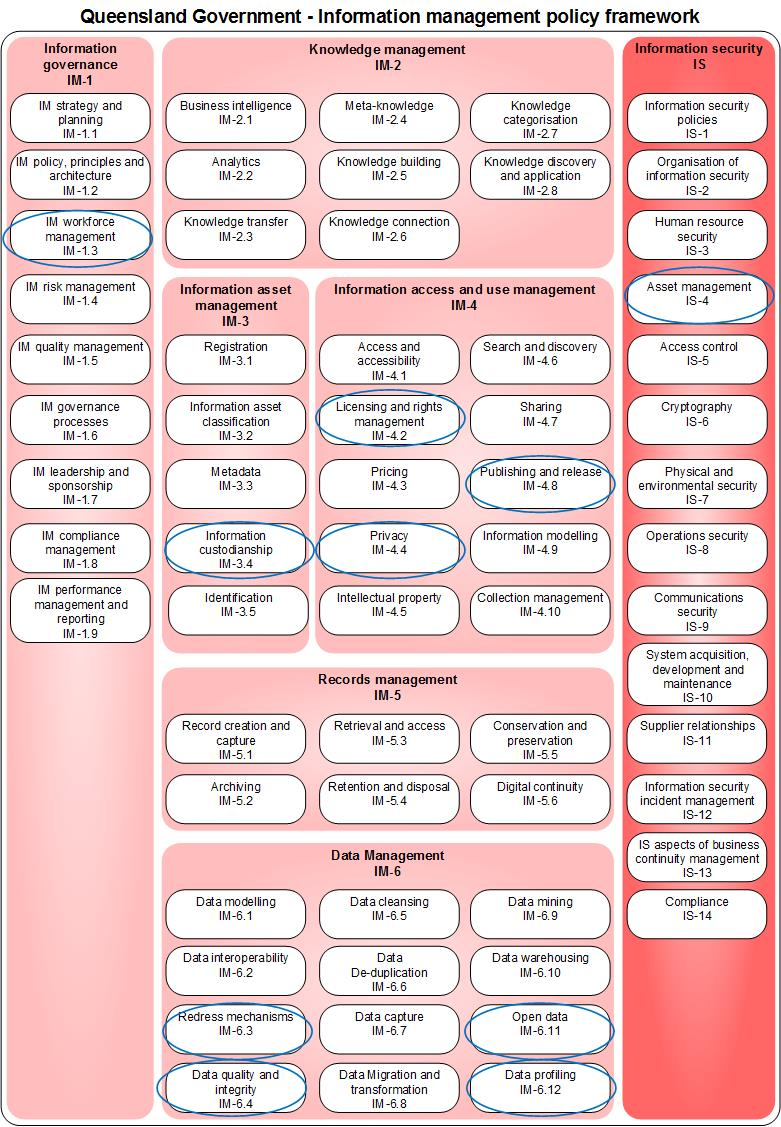 Queensland Government - Information management policy framework
Information
governance
IM-1
IM strategy and
planning
IM-1.1
IM policy, principles and
architecture
IM-1.2
IM workforce
management
IM-1.3
IM risk management
IM-1.4
IM quality management
IM-1.5
IM governance
processes
IM-1.6
IM leadership and
sponsorship
IM-1.7
IM compliance
management
IM-1.8
IM performance
management and
reporting
IM-1.9
Knowledge management
IM-2
Business intelligence
IM-2.1
Analytics
IM-2.2
Knowledge transfer
IM-2.3
Meta-knowledge
IM-2.4
Knowledge building
IM-2.5
Knowledge connection
IM-2.6
Knowledge
categorisation
IM-2.7
Knowledge discovery
and application
IM-2.8
Information asset
management
IM-3
Registration
IM-3.1
Information asset
classification
IM-3.2
Metadata
IM-3.3
Information
custodianship
IM-3.4
Identification
IM-3.5
Information access and use management
IM-4
Access and
accessibility
IM-4.1
Licensing and rights
management
IM-4.2
Pricing
IM-4.3
Privacy
IM-4.4
Intellectual property
IM-4.5
Search and discovery
IM-4.6
Sharing
IM-4.7
Publishing and release
IM-4.8
Information modelling
IM-4.9
Collection management
IM-4.10
Records management
IM-5
Record creation and
capture
IM-5.1
Archiving
IM-5.2
Retrieval and access
IM-5.3
Retention and disposal
IM-5.4
Conservation and
preservation
IM-5.5
Digital continuity
IM-5.6
Data Management
IM-6
Data modelling
IM-6.1
Data interoperability
IM-6.2
Redress mechanisms
IM-6.3
Data quality and
integrity
IM-6.4
Data cleansing
IM-6.5
Data
De-duplication
IM-6.6
Data capture
IM-6.7
Data Migration and
transformation
IM-6.8
Data mining
IM-6.9
Data warehousing
IM-6.10
Open data
IM-6.11
Data profiling
IM-6.12
Information security
IS
Information security
policies
IS-1
Organisation of
information security
IS-2
Human resource
security
IS-3
Asset management
IS-4
Access control
IS-5
Cryptography
IS-6
Physical and
environmental security
IS-7
Operations security
IS-8
Communications
security
IS-9
System acquisition,
development and
maintenance
IS-10
Supplier relationships
IS-11
Information security
incident management
IS-12
IS aspects of business
continuity management
IS-13
Compliance
IS-14